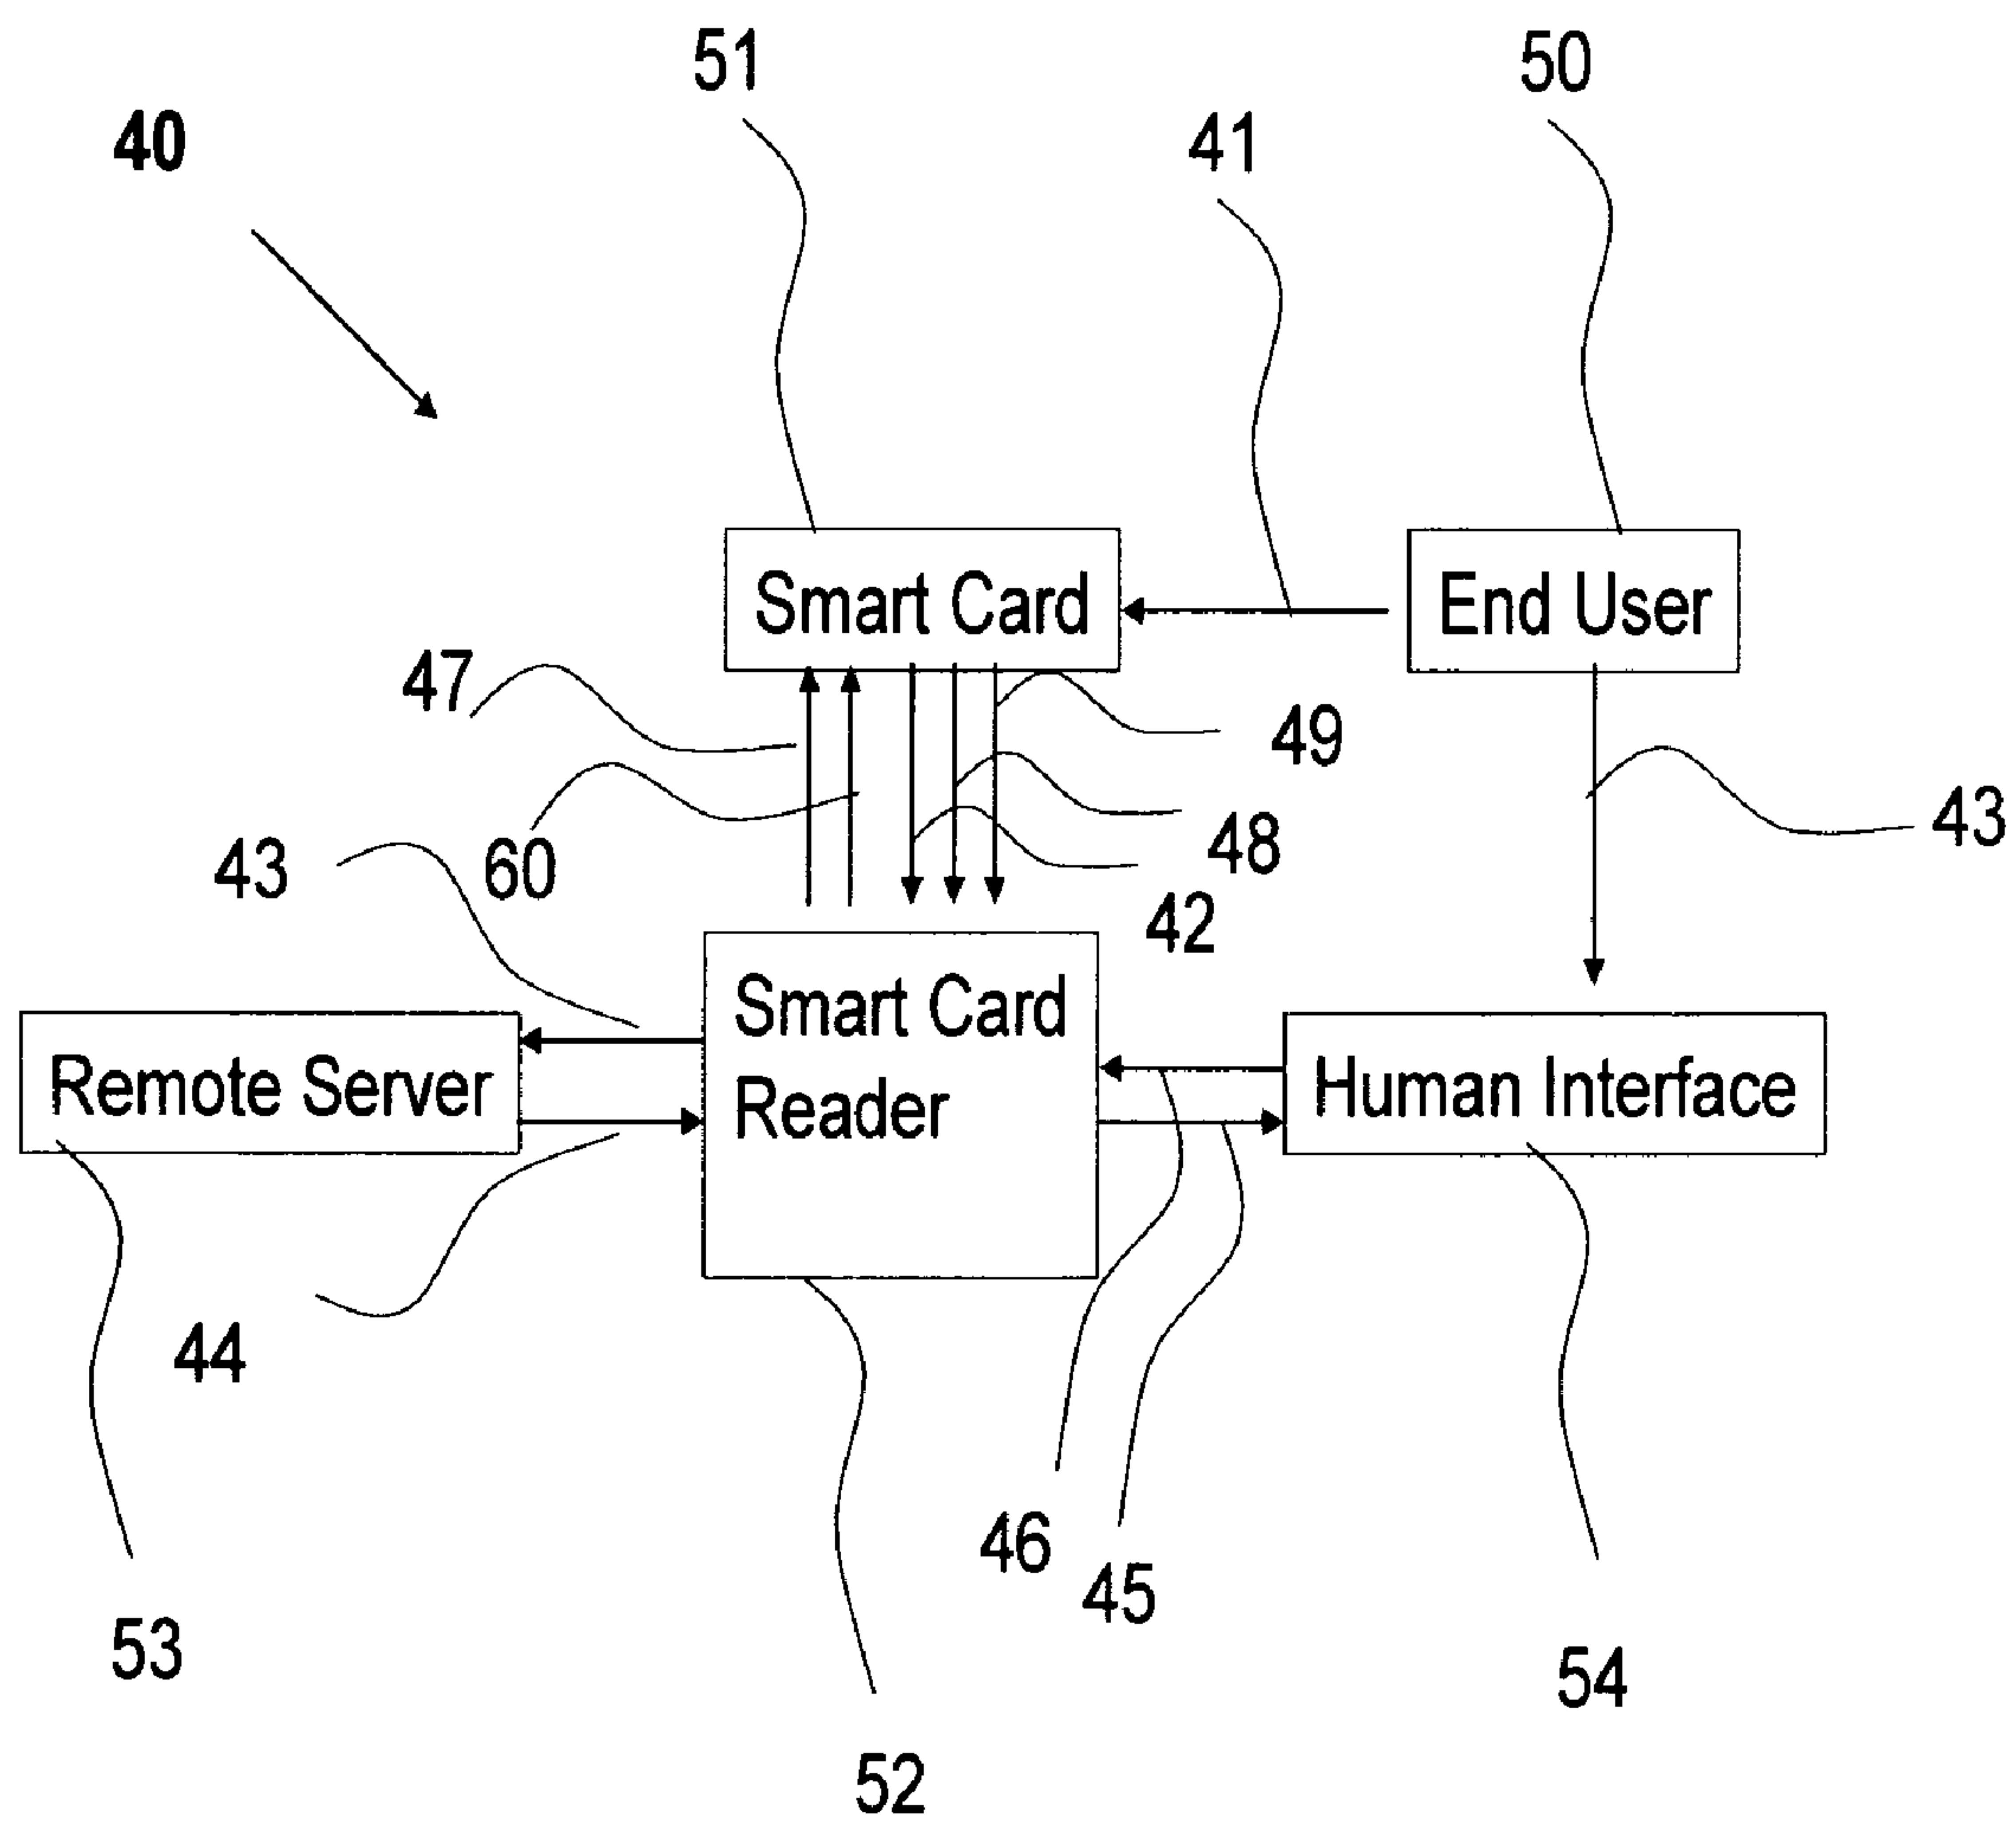 51
50
40
41
Smart Card
End User
47
49
43
48
43
60
42
Smart Card
Reader
Remote Server
Human Interface
44
46
45
53
54
52